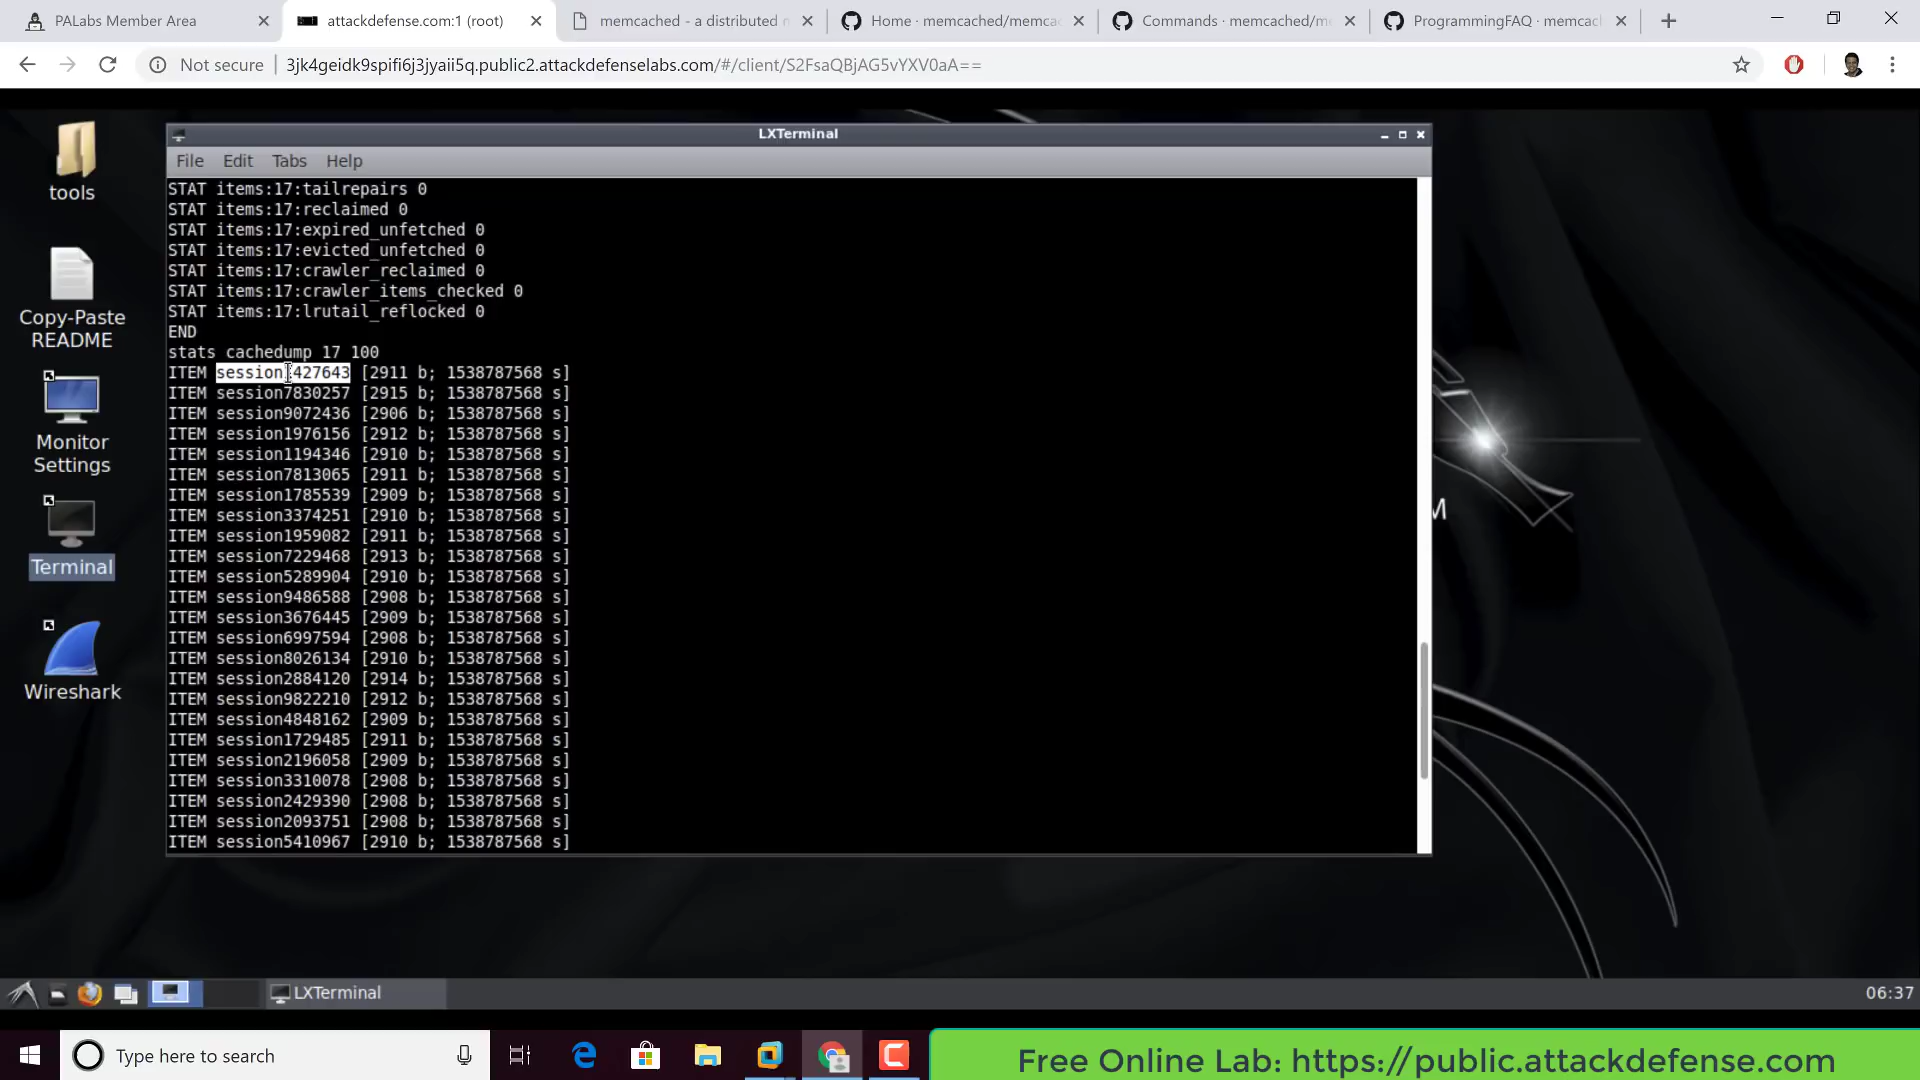 PALabs Member Area
attackdefense.com:1 (root)
memcached - a distributed
Home · memcached/memca
Commands · memcached/m
ProgrammingFAQ · memcac
Not secure
3jk4geidk9spifi6j3jyaii5q.public2.attackdefenselabs.com/#/client/S2FsaQBjAG5vYXV0aA==
tools
Copy-Paste
README
Monitor
Settings
Terminal
Wireshark
LXTerminal
File Edit Tabs Help
STAT items:17:tailrepairs 0
STAT items:17:reclaimed 0
STAT items:17:expired_unfetched 0
STAT items:17:evicted_unfetched 0
STAT items:17:crawler_reclaimed 0
STAT items:17:crawler_items_checked 0
STAT items:17:lrutail_reflocked 0
END
stats cachedump 17 100
ITEM [2911 b; 1538787568 s]
ITEM session7830257 [2915 b; 1538787568 s]
ITEM session9072436 [2906 b; 1538787568 s]
ITEM session1976156 [2912 b; 1538787568 s]
ITEM session1194346 [2910 b; 1538787568 s]
ITEM session7813065 [2911 b; 1538787568 s]
ITEM session1785539 [2909 b; 1538787568 s]
ITEM session3374251 [2910 b; 1538787568 s]
ITEM session1959082 [2911 b; 1538787568 s]
ITEM session7229468 [2913 b; 1538787568 s]
ITEM session5289904 [2910 b; 1538787568 s]
ITEM session9486588 [2908 b; 1538787568 s]
ITEM session3676445 [2909 b; 1538787568 s]
ITEM session6997594 [2908 b; 1538787568 s]
ITEM session8026134 [2910 b; 1538787568 s]
ITEM session2884120 [2914 b; 1538787568 s]
ITEM session9822210 [2912 b; 1538787568 s]
ITEM session4848162 [2909 b; 1538787568 s]
ITEM session1729485 [2911 b; 1538787568 s]
ITEM session2196058 [2909 b; 1538787568 s]
ITEM session3310078 [2908 b; 1538787568 s]
ITEM session2429390 [2908 b; 1538787568 s]
ITEM session2093751 [2908 b; 1538787568 s]
ITEM session5410967 [2910 b; 1538787568 s]
M
LXTerminal
06:37
Type here to search
Free Online Lab: https://public.attackdefense.com